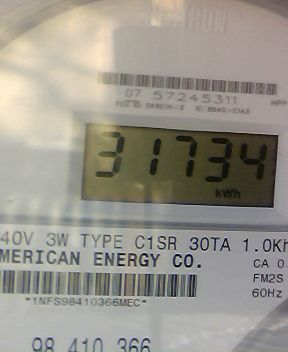 07 57245311
31734
kWh
40V 3W TYPE C1SR 30TA 1.0Kh
MERICAN ENERGY CO.
CA 0.
FM2S
60Hz
*1NFS98410366MEC*
98 410 366